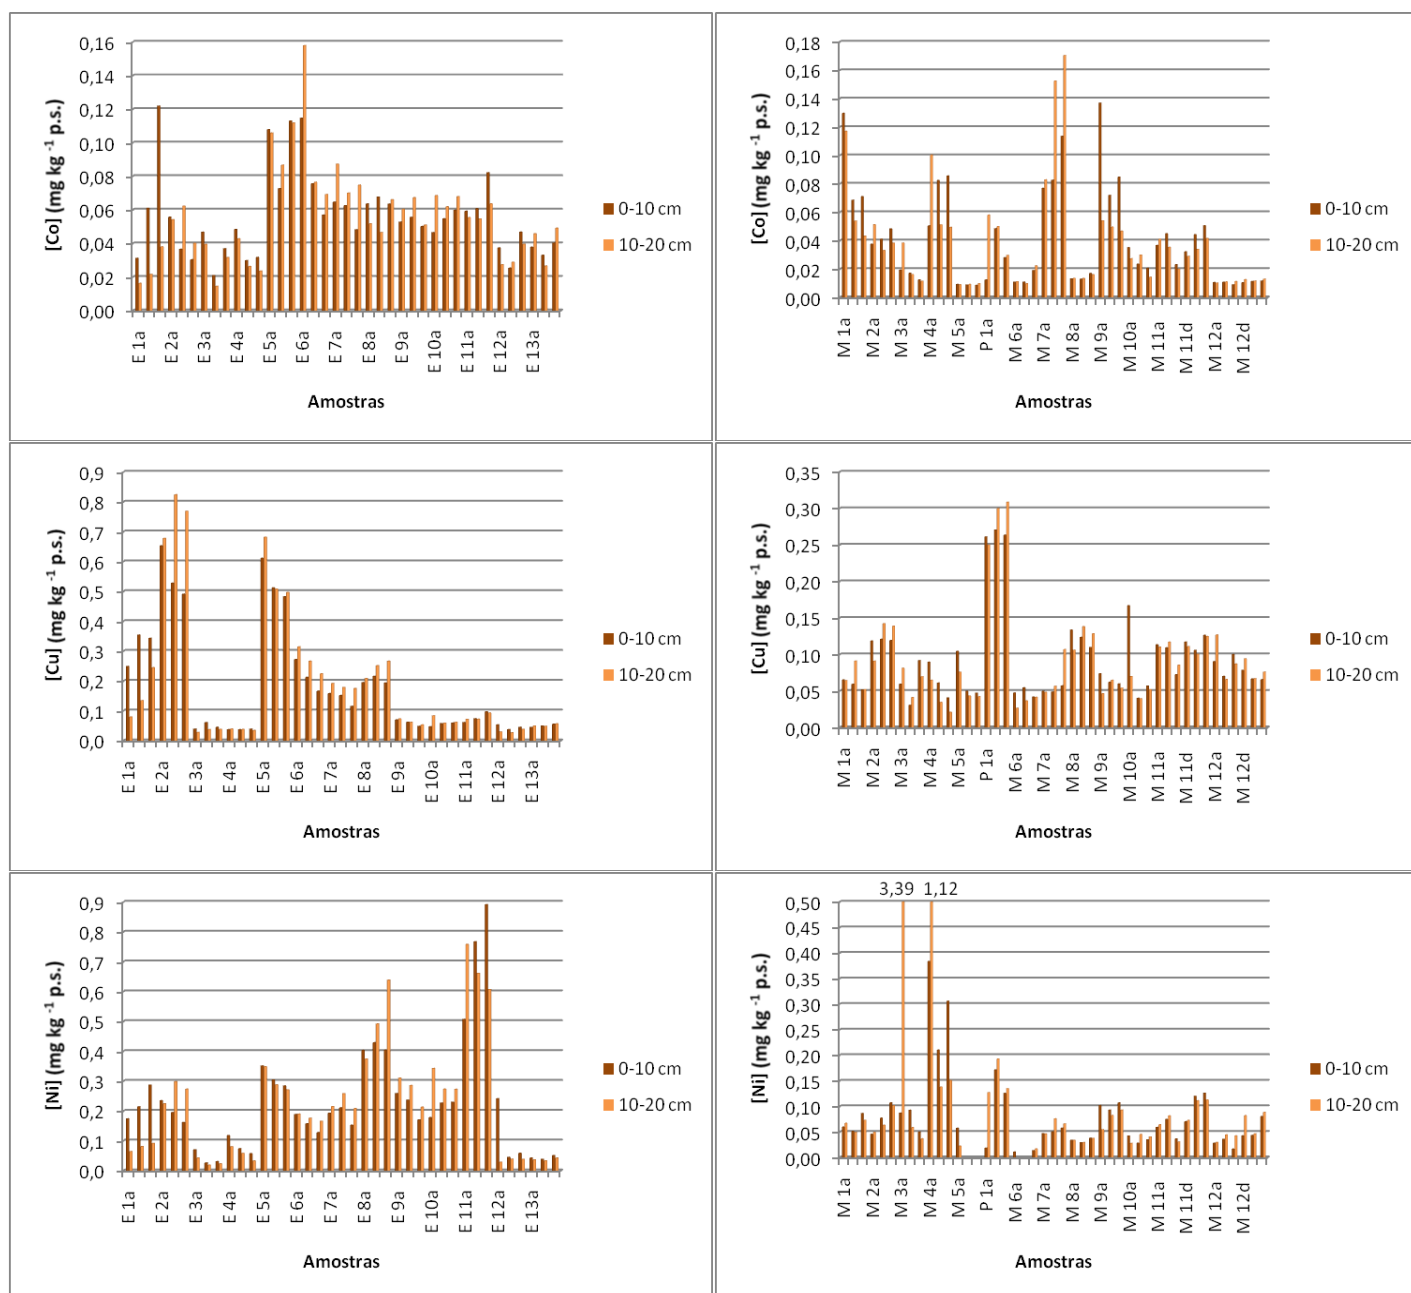 0,16
0,14
0,12
0,10
0,08
0,06
0,04
0,02
0,00
[Co] (mg kg -1 p.s.)
E 1a
E 2a
E 3a
E 4a
E 5a
E 6a
E 7a
E 8a
E 9a
E 10a
E 11a
E 12a
E 13a
Amostras
0-10 cm
10-20 cm
0,18
0,16
0,14
0,12
0,10
0,08
0,06
0,04
0,02
0,00
[Co] (mg kg -1 p.s.)
M 1a
M 2a
M 3a
M 4a
M 5a
P 1a
M 6a
M 7a
M 8a
M 9a
M 10a
M 11a
M 11d
M 12a
M 12d
Amostras
0-10 cm
10-20 cm
0,9
0,8
0,7
0,6
0,5
0,4
0,3
0,2
0,1
0,0
[Cu] (mg kg -1 p.s.)
E 1a
E 2a
E 3a
E 4a
E 5a
E 6a
E 7a
E 8a
E 9a
E 10a
E 11a
E 12a
E 13a
Amostras
0-10 cm
10-20 cm
0,35
0,30
0,25
0,20
0,15
0,10
0,05
0,00
[Cu] (mg kg -1 p.s.)
M 1a
M 2a
M 3a
M 4a
M 5a
P 1a
M 6a
M 7a
M 8a
M 9a
M 10a
M 11a
M 11d
M 12a
M 12d
Amostras
0-10 cm
10-20 cm
0,9
0,8
0,7
0,6
0,5
0,4
0,3
0,2
0,1
0,0
[Ni] (mg kg -1 p.s.)
E 1a
E 2a
E 3a
E 4a
E 5a
E 6a
E 7a
E 8a
E 9a
E 10a
E 11a
E 12a
E 13a
Amostras
0-10 cm
10-20 cm
3,39 1,12
0,50
0,45
0,40
0,35
0,30
0,25
0,20
0,15
0,10
0,05
0,00
[Ni] (mg kg -1 p.s.)
M 1a
M 2a
M 3a
M 4a
M 5a
P 1a
M 6a
M 7a
M 8a
M 9a
M 10a
M 11a
M 11d
M 12a
M 12d
Amostras
0-10 cm
10-20 cm